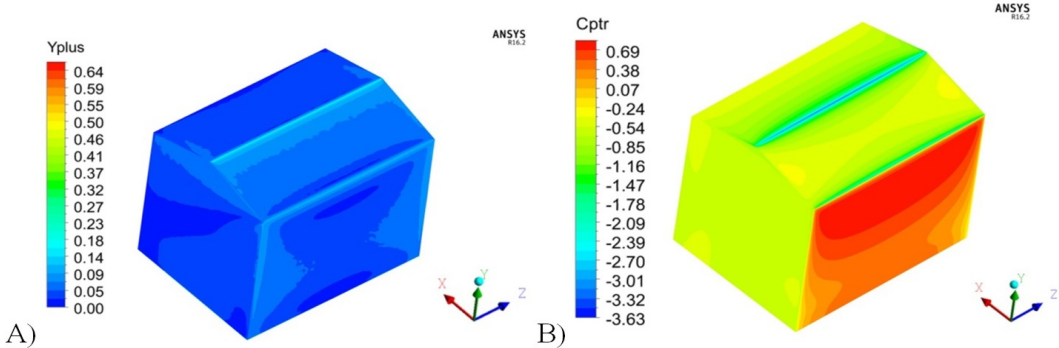 Yplus
ANSYS
R16.2
0.64
0.59
0.55
0.50
0.46
0.41
0.37
0.32
0.27
0.23
0.18
0.14
0.09
0.05
0.00
X
Y
Z
A)
Cptr
ANSYS
R16.2
0.69
0.38
0.07
-0.24
-0.54
-0.85
-1.16
-1.47
-1.78
-2.09
-2.39
-2.70
-3.01
-3.32
-3.63
X
Y
Z
B)